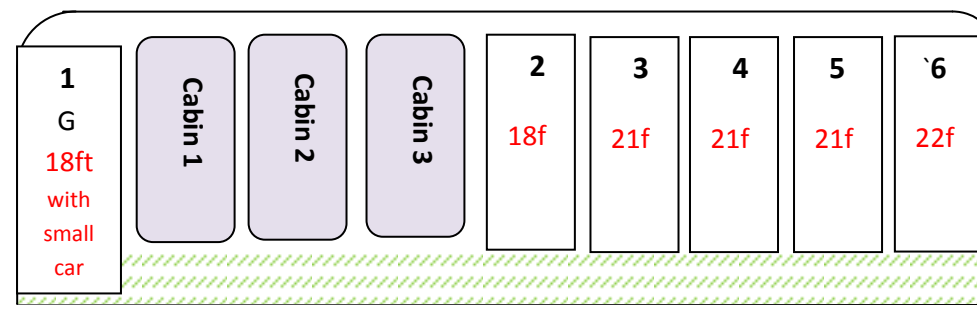 1
G
18ft
with
small
car
Cabin 1
Cabin 2
Cabin 3
2
18f
3
21f
4
21f
5
21f
`6
22f